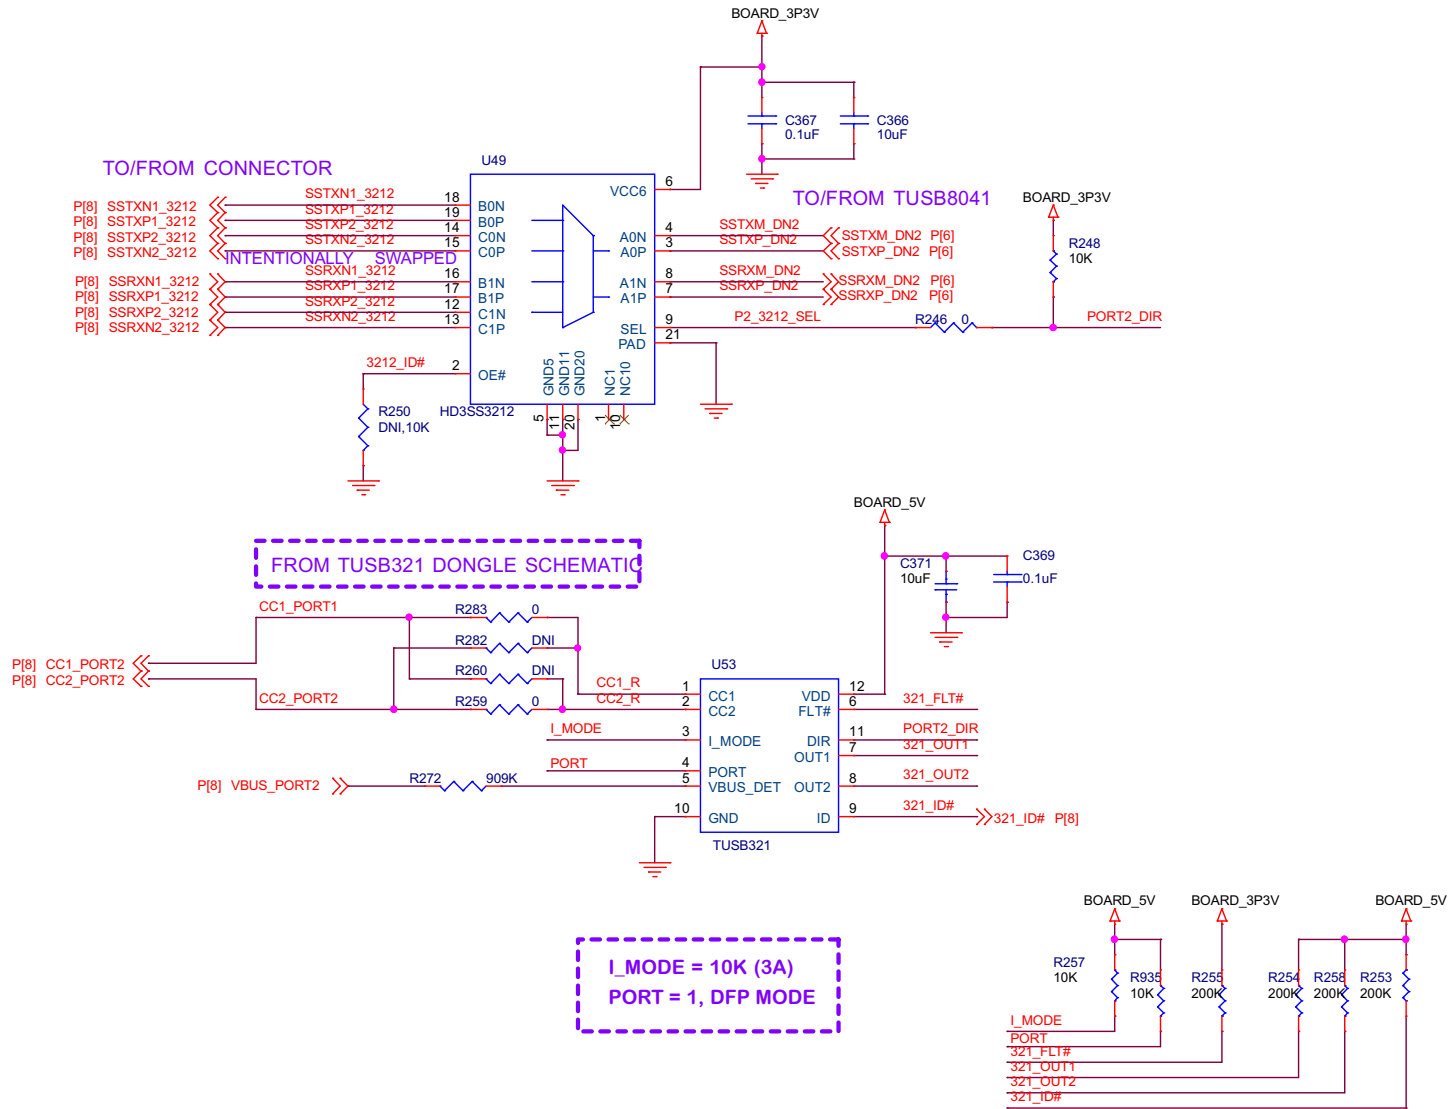 BOARD_3P3V
C367
0.1uF
C366
10uF
TO/FROM CONNECTOR
U49
TO/FROM TUSB8041
BOARD_3P3V
R248
10K
P[8] SSTXN1_3212
P[8] SSTXP1_3212
P[8] SSTXP2_3212
P[8] SSTXN2_3212
SSTXN1_3212
SSTXP1_3212
SSTXP2_3212
SSTXN2_3212
INTENTIONALLY SWAPPED
P[8] SSRXN1_3212
P[8] SSRXP1_3212
P[8] SSRXP2_3212
P[8] SSRXN2_3212
SSRXN1_3212
SSRXP1_3212
SSRXP2_3212
SSRXN2_3212
18 B0N
19 B0P
14 C0N
15 C0P
16 B1N
17 B1P
12 C1N
13 C1P
3212_ID# 2 OE#
VCC6 6
A0N 4 SSTXM_DN2 SSTXM_DN2 P[6]
A0P 3 SSTXP_DN2 SSTXP_DN2 P[6]
A1N 8 SSRXM_DN2 SSRXM_DN2 P[6]
A1P 7 SSRXP_DN2 SSRXP_DN2 P[6]
SEL 9 P2_3212_SEL R246 0 PORT2_DIR
PAD 21
GND5
GND11
GND20
NC1
NC10
5
11
20
1
10
HD3SS3212
R250
DNI,10K
BOARD_5V
C371
10uF
C369
0.1uF
FROM TUSB321 DONGLE SCHEMATIC
CC1_PORT1
R283 0
R282 DNI
R260 DNI
R259 0
P[8] CC1_PORT2
P[8] CC2_PORT2
CC2_PORT2
U53
CC1_R 1 CC1
CC2_R 2 CC2
I_MODE 3 I_MODE
PORT 4 PORT
P[8] VBUS_PORT2 R272 909K 5 VBUS_DET
10 GND
VDD 12
FLT# 6 321_FLT#
DIR 11 PORT2_DIR
OUT1 7 321_OUT1
OUT2 8 321_OUT2
ID 9 321_ID# 321_ID# P[8]
TUSB321
I_MODE = 10K (3A)
PORT = 1, DFP MODE
BOARD_5V
BOARD_3P3V
BOARD_5V
R257
10K
R935
10K
R255
200K
R254
200K
R258
200K
R253
200K
I_MODE
PORT
321_FLT#
321_OUT1
321_OUT2
321_ID#